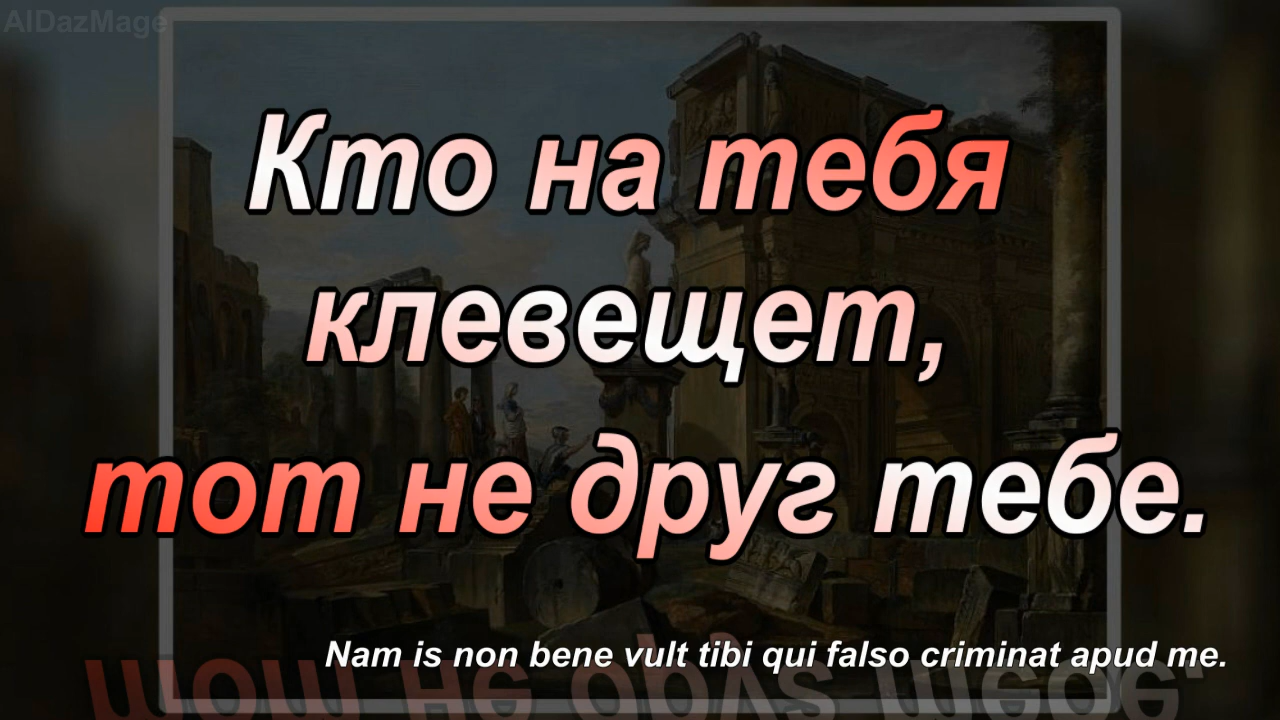 AIDazMage
Кто на тебя
клевещет,
тот не друг тебе.
Nam is non bene vult tibi qui falso criminat apud me.